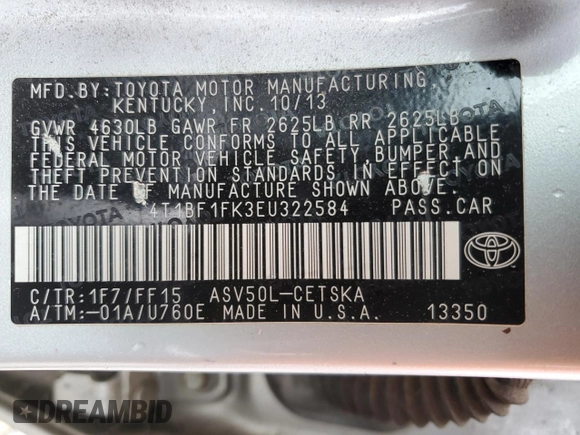 MFD.BY: TOYOTA MOTOR MANUFACTURING,
KENTUCKY, INC. 10/13
GVWR 4630LB GAWR FR 2625LB RR 2625LB
THIS VEHICLE CONFORMS TO ALL APPLICABLE
FEDERAL MOTOR VEHICLE SAFETY, BUMPER, AND
THEFT PREVENTION STANDARDS IN EFFECT ON
THE DATE OF MANUFACTURE SHOWN ABOVE.
4T1BF1FK3EU322584 PASS.CAR
C/TR:1F7/FF15 ASV50L-CETSKA
A/TM:-01A/U760E MADE IN U.S.A. 13350
DREAMBID